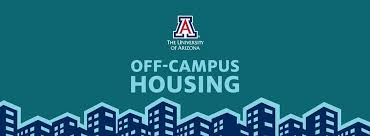 A
THE UNIVERSITY
OF ARIZONA
OFF-CAMPUS
HOUSING